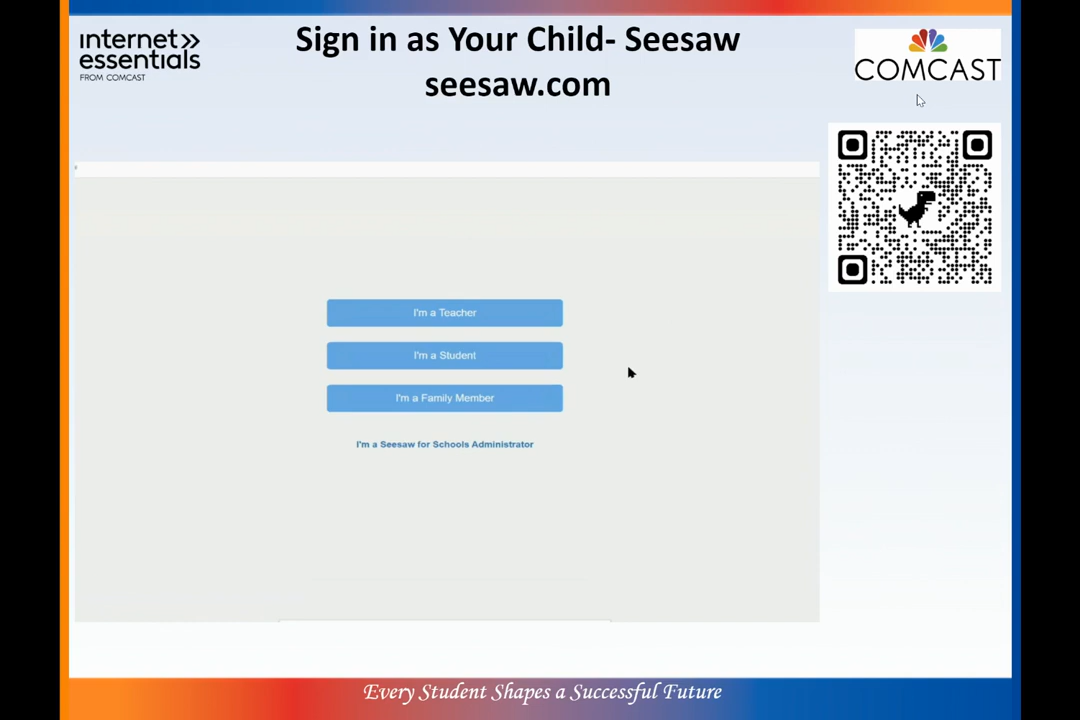 internet»
essentials
FROM COMCAST
Sign in as Your Child- Seesaw
seesaw.com
COMCAST
I'm a Teacher
I'm a Student
I'm a Family Member
I'm a Seesaw for Schools Administrator
Every Student Shapes a Successful Future